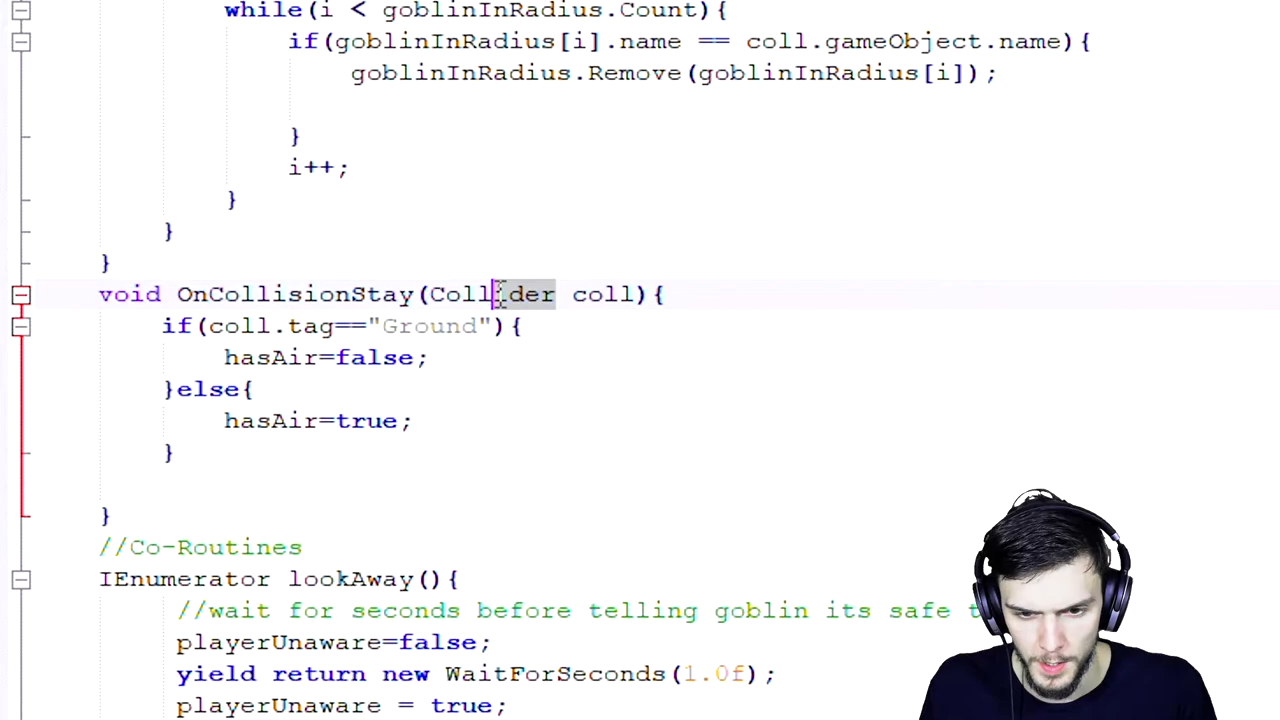 while(i < goblinInRadius.Count){
if(goblinInRadius[i].name == coll.gameObject.name){
goblinInRadius.Remove(goblinInRadius[i]);
}
i++;
}
}
}
void OnCollisionStay(Collider coll){
if(coll.tag=="Ground"){
hasAir=false;
}else{
hasAir=true;
}
}
//Co-Routines
IEnumerator lookAway(){
//wait for seconds before telling goblin its safe
playerUnaware=false;
yield return new WaitForSeconds(1.0f);
playerUnaware = true;